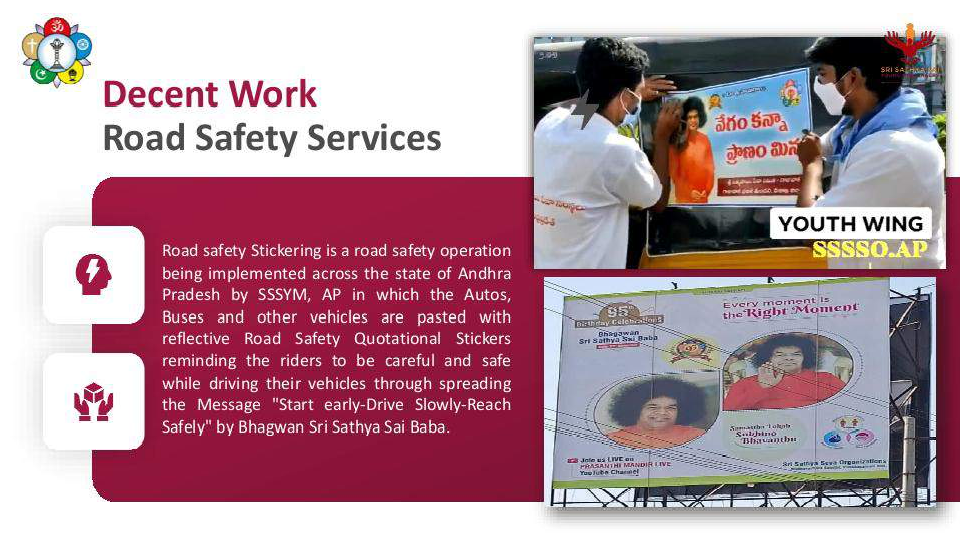 Decent Work
Road Safety Services
Road safety Stickering is a road safety operation
being implemented across the state of Andhra
Pradesh by SSSYM, AP in which the Autos,
Buses and other vehicles are pasted with
reflective Road Safety Quotational Stickers
reminding the riders to be careful and safe
while driving their vehicles through spreading
the Message "Start early-Drive Slowly-Reach
Safely" by Bhagwan Sri Sathya Sai Baba.
SRI SATHYA SAI
వేగం కన్నా
ప్రాణం మిన్న
YOUTH WING
SSSSO.AP
95
Birthday Celebrations
Bhagawan
Sri Sathya Sai Baba
Every moment is
the Right Moment
Samastha Lokah
Sukhino
Bhavanthu
Join us LIVE on
PRASANTHI MANDIR LIVE
YouTube Channel
Sri Sathya Seva Organizations